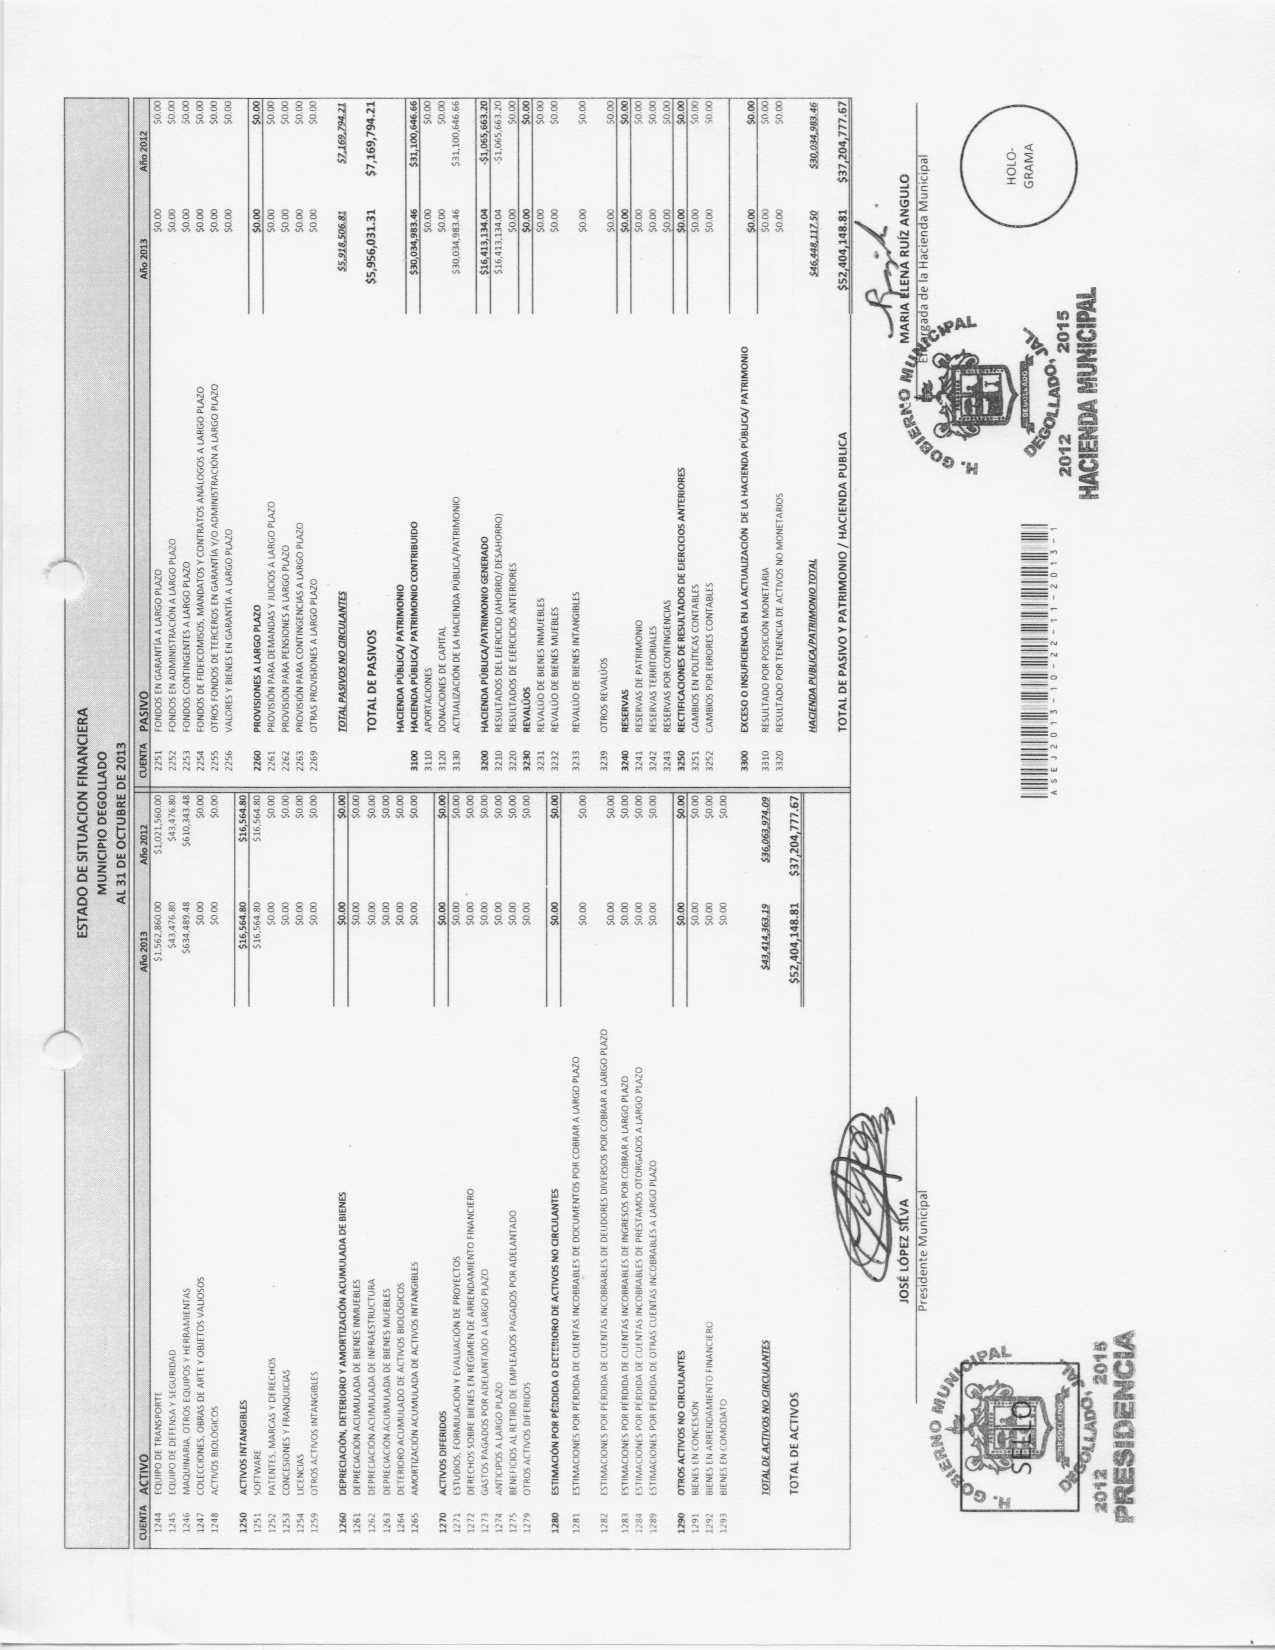 ESTADO DE SITUACION FINANCIERA
MUNICIPIO DEGOLLADO
AL 31 DE OCTUBRE DE 2013
CUENTA ACTIVO Año 2013 Año 2012
1244 EQUIPO DE TRANSPORTE $1,562,860.00 $1,021,560.00
1245 EQUIPO DE DEFENSA Y SEGURIDAD $43,476.80 $43,476.80
1246 MAQUINARIA, OTROS EQUIPOS Y HERRAMIENTAS $634,489.48 $610,343.48
1247 COLECCIONES, OBRAS DE ARTE Y OBJETOS VALIOSOS $0.00 $0.00
1248 ACTIVOS BIOLÓGICOS $0.00 $0.00
1250 ACTIVOS INTANGIBLES $16,564.80 $16,564.80
1251 SOFTWARE $16,564.80 $16,564.80
1252 PATENTES, MARCAS Y DERECHOS $0.00 $0.00
1253 CONCESIONES Y FRANQUICIAS $0.00 $0.00
1254 LICENCIAS $0.00 $0.00
1259 OTROS ACTIVOS INTANGIBLES $0.00 $0.00
1260 DEPRECIACIÓN, DETERIORO Y AMORTIZACIÓN ACUMULADA DE BIENES $0.00 $0.00
1261 DEPRECIACIÓN ACUMULADA DE BIENES INMUEBLES $0.00 $0.00
1262 DEPRECIACIÓN ACUMULADA DE INFRAESTRUCTURA $0.00 $0.00
1263 DEPRECIACIÓN ACUMULADA DE BIENES MUEBLES $0.00 $0.00
1264 DETERIORO ACUMULADO DE ACTIVOS BIOLÓGICOS $0.00 $0.00
1265 AMORTIZACIÓN ACUMULADA DE ACTIVOS INTANGIBLES $0.00 $0.00
1270 ACTIVOS DIFERIDOS $0.00 $0.00
1271 ESTUDIOS, FORMULACIÓN Y EVALUACIÓN DE PROYECTOS $0.00 $0.00
1272 DERECHOS SOBRE BIENES EN RÉGIMEN DE ARRENDAMIENTO FINANCIERO $0.00 $0.00
1273 GASTOS PAGADOS POR ADELANTADO A LARGO PLAZO $0.00 $0.00
1274 ANTICIPOS A LARGO PLAZO $0.00 $0.00
1275 BENEFICIOS AL RETIRO DE EMPLEADOS PAGADOS POR ADELANTADO $0.00 $0.00
1279 OTROS ACTIVOS DIFERIDOS $0.00 $0.00
1280 ESTIMACIÓN POR PÉRDIDA O DETERIORO DE ACTIVOS NO CIRCULANTES $0.00 $0.00
1281 ESTIMACIONES POR PÉRDIDA DE CUENTAS INCOBRABLES DE DOCUMENTOS POR COBRAR A LARGO PLAZO $0.00 $0.00
1282 ESTIMACIONES POR PÉRDIDA DE CUENTAS INCOBRABLES DE DEUDORES DIVERSOS POR COBRAR A LARGO PLAZO $0.00 $0.00
1283 ESTIMACIONES POR PÉRDIDA DE CUENTAS INCOBRABLES DE INGRESOS POR COBRAR A LARGO PLAZO $0.00 $0.00
1284 ESTIMACIONES POR PÉRDIDA DE CUENTAS INCOBRABLES DE PRÉSTAMOS OTORGADOS A LARGO PLAZO $0.00 $0.00
1289 ESTIMACIONES POR PÉRDIDA DE OTRAS CUENTAS INCOBRABLES A LARGO PLAZO $0.00 $0.00
1290 OTROS ACTIVOS NO CIRCULANTES $0.00 $0.00
1291 BIENES EN CONCESIÓN $0.00 $0.00
1292 BIENES EN ARRENDAMIENTO FINANCIERO $0.00 $0.00
1293 BIENES EN COMODATO $0.00 $0.00
TOTAL DE ACTIVOS NO CIRCULANTES $43,414,363.19 $36,063,974.09
TOTAL DE ACTIVOS $52,404,148.81 $37,204,777.67
CUENTA PASIVO Año 2013 Año 2012
2251 FONDOS EN GARANTÍA A LARGO PLAZO $0.00 $0.00
2252 FONDOS EN ADMINISTRACIÓN A LARGO PLAZO $0.00 $0.00
2253 FONDOS CONTINGENTES A LARGO PLAZO $0.00 $0.00
2254 FONDOS DE FIDEICOMISOS, MANDATOS Y CONTRATOS ANÁLOGOS A LARGO PLAZO $0.00 $0.00
2255 OTROS FONDOS DE TERCEROS EN GARANTÍA Y/O ADMINISTRACIÓN A LARGO PLAZO $0.00 $0.00
2256 VALORES Y BIENES EN GARANTÍA A LARGO PLAZO $0.00 $0.00
2260 PROVISIONES A LARGO PLAZO $0.00 $0.00
2261 PROVISIÓN PARA DEMANDAS Y JUICIOS A LARGO PLAZO $0.00 $0.00
2262 PROVISIÓN PARA PENSIONES A LARGO PLAZO $0.00 $0.00
2263 PROVISIÓN PARA CONTINGENCIAS A LARGO PLAZO $0.00 $0.00
2269 OTRAS PROVISIONES A LARGO PLAZO $0.00 $0.00
TOTAL PASIVOS NO CIRCULANTES $5,918,506.81 $7,169,794.21
TOTAL DE PASIVOS $5,956,031.31 $7,169,794.21
HACIENDA PÚBLICA/ PATRIMONIO
3100 HACIENDA PÚBLICA/ PATRIMONIO CONTRIBUIDO $30,034,983.46 $31,100,646.66
3110 APORTACIONES $0.00 $0.00
3120 DONACIONES DE CAPITAL
3130 ACTUALIZACIÓN DE LA HACIENDA PÚBLICA/PATRIMONIO $30,034,983.46 $31,100,646.66
3200 HACIENDA PÚBLICA/PATRIMONIO GENERADO $16,413,134.04 -$1,065,663.20
3210 RESULTADOS DEL EJERCICIO (AHORRO/ DESAHORRO) $16,413,134.04 -$1,065,663.20
3220 RESULTADOS DE EJERCICIOS ANTERIORES $0.00 $0.00
3230 REVALÚOS $0.00 $0.00
3231 REVALÚO DE BIENES INMUEBLES $0.00 $0.00
3232 REVALÚO DE BIENES MUEBLES $0.00 $0.00
3233 REVALÚO DE BIENES INTANGIBLES $0.00 $0.00
3239 OTROS REVALÚOS $0.00 $0.00
3240 RESERVAS $0.00 $0.00
3241 RESERVAS DE PATRIMONIO $0.00 $0.00
3242 RESERVAS TERRITORIALES $0.00 $0.00
3243 RESERVAS POR CONTINGENCIAS $0.00 $0.00
3250 RECTIFICACIONES DE RESULTADOS DE EJERCICIOS ANTERIORES $0.00 $0.00
3251 CAMBIOS EN POLÍTICAS CONTABLES $0.00 $0.00
3252 CAMBIOS POR ERRORES CONTABLES $0.00 $0.00
3300 EXCESO O INSUFICIENCIA EN LA ACTUALIZACIÓN DE LA HACIENDA PÚBLICA/ PATRIMONIO $0.00 $0.00
3310 RESULTADO POR POSICIÓN MONETARIA $0.00 $0.00
3320 RESULTADO POR TENENCIA DE ACTIVOS NO MONETARIOS $0.00 $0.00
HACIENDA PUBLICA/PATRIMONIO TOTAL $46,448,117.50 $30,034,983.46
TOTAL DE PASIVO Y PATRIMONIO / HACIENDA PUBLICA $52,404,148.81 $37,204,777.67
JOSÉ LÓPEZ SILVA
Presidente Municipal
MARIA ELENA RUÍZ ANGULO
Encargada de la Hacienda Municipal
H. GOBIERNO MUNICIPAL
SELLO
DEGOLLADO, JAL.
2012 2015
PRESIDENCIA
ASEJ2013-10-22-11-2013-1
H. GOBIERNO MUNICIPAL
DEGOLLADO
DEGOLLADO, JAL.
2012 2015
HACIENDA MUNICIPAL
HOLO-
GRAMA